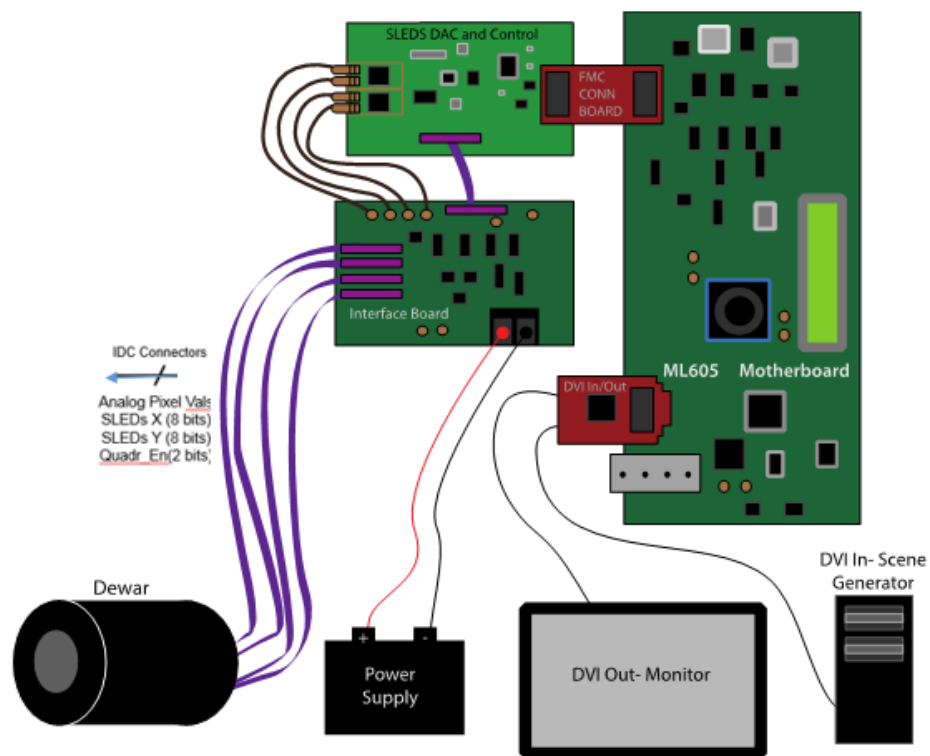 SLEDS DAC and Control
FMC
CONN
BOARD
Interface Board
IDC Connectors
Analog Pixel Vals
SLEDs X (8 bits)
SLEDs Y (8 bits)
Quadr_En(2 bits)
ML605 Motherboard
DVI In/Out
DVI In- Scene
Generator
Dewar
+ -
Power
Supply
DVI Out- Monitor